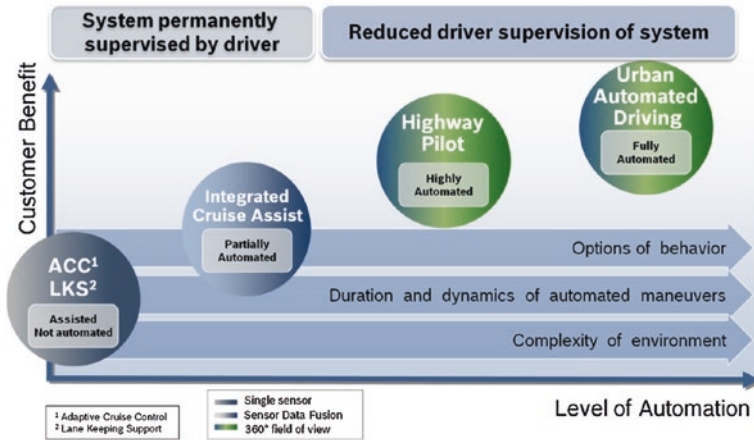 System permanently
supervised by driver
Reduced driver supervision of system
Customer Benefit
Urban
Automated
Driving
Fully
Automated
Highway
Pilot
Highly
Automated
Integrated
Cruise Assist
Partially
Automated
ACC¹
LKS²
Assisted
Not automated
Options of behavior
Duration and dynamics of automated maneuvers
Complexity of environment
¹ Adaptive Cruise Control
² Lane Keeping Support
Single sensor
Sensor Data Fusion
360° field of view
Level of Automation